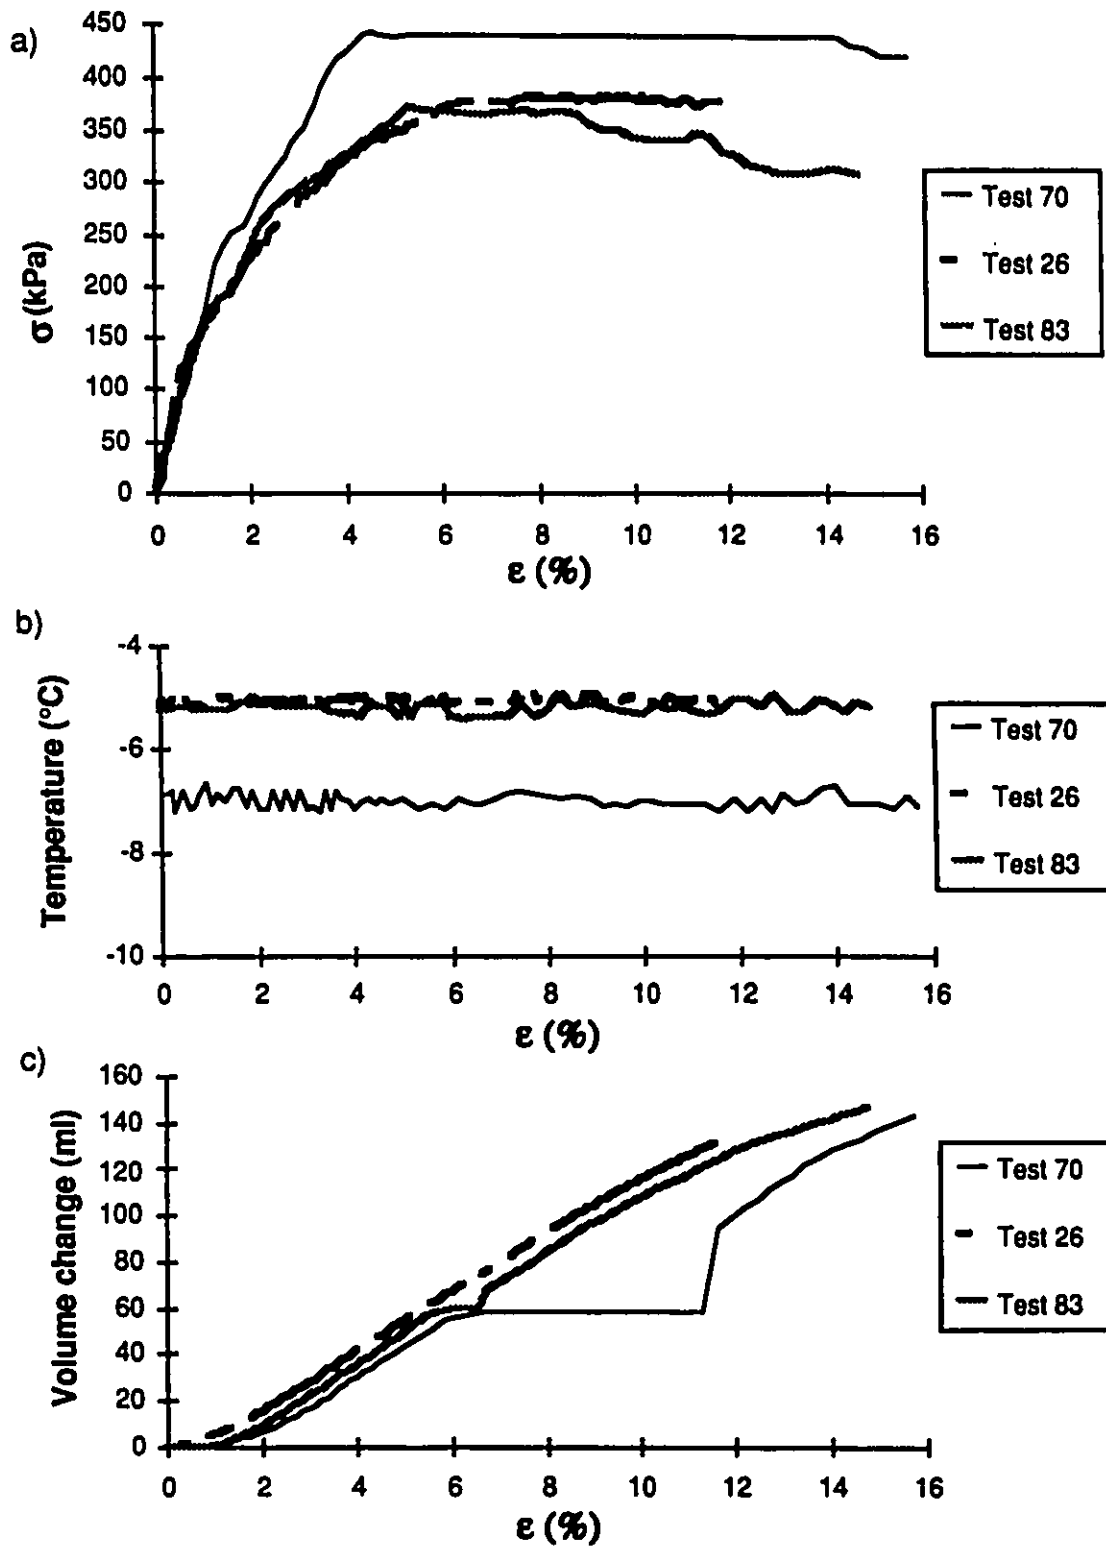 a)
450
400
350
300
250
200
150
100
50
0
σ (kPa)
0 2 4 6 8 10 12 14 16
ε (%)
Test 70
Test 26
Test 83
b)
-4
-6
-8
-10
Temperature (°C)
0 2 4 6 8 10 12 14 16
ε (%)
Test 70
Test 26
Test 83
c)
160
140
120
100
80
60
40
20
0
Volume change (ml)
0 2 4 6 8 10 12 14 16
ε (%)
Test 70
Test 26
Test 83